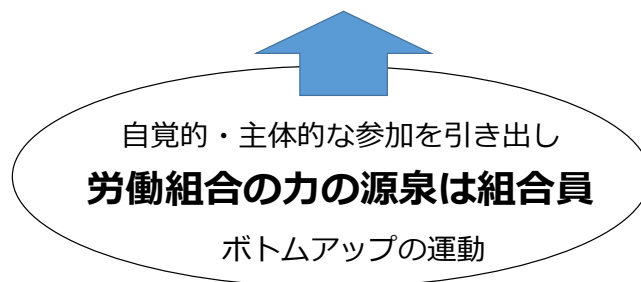 自覚的・主体的な参加を引き出し
労働組合の力の源泉は組合員
ボトムアップの運動